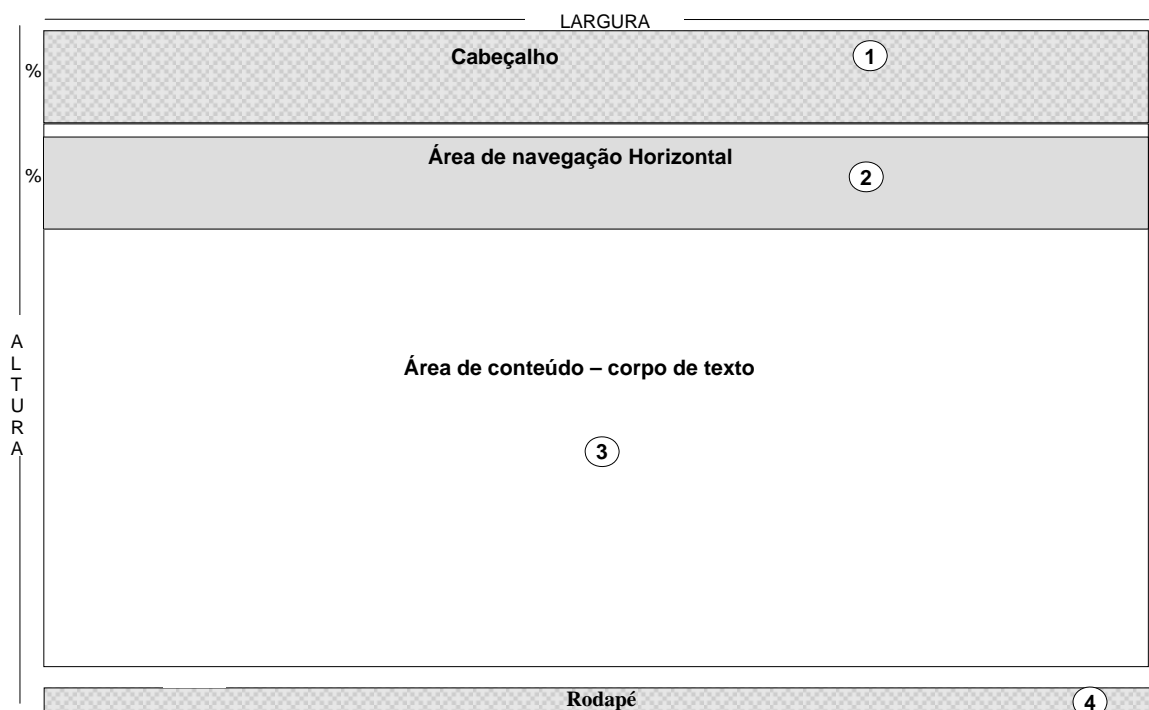 LARGURA
Cabeçalho
1
%
Área de navegação Horizontal
2
%
A
L
T
U
R
A
Área de conteúdo – corpo de texto
3
Rodapé
4